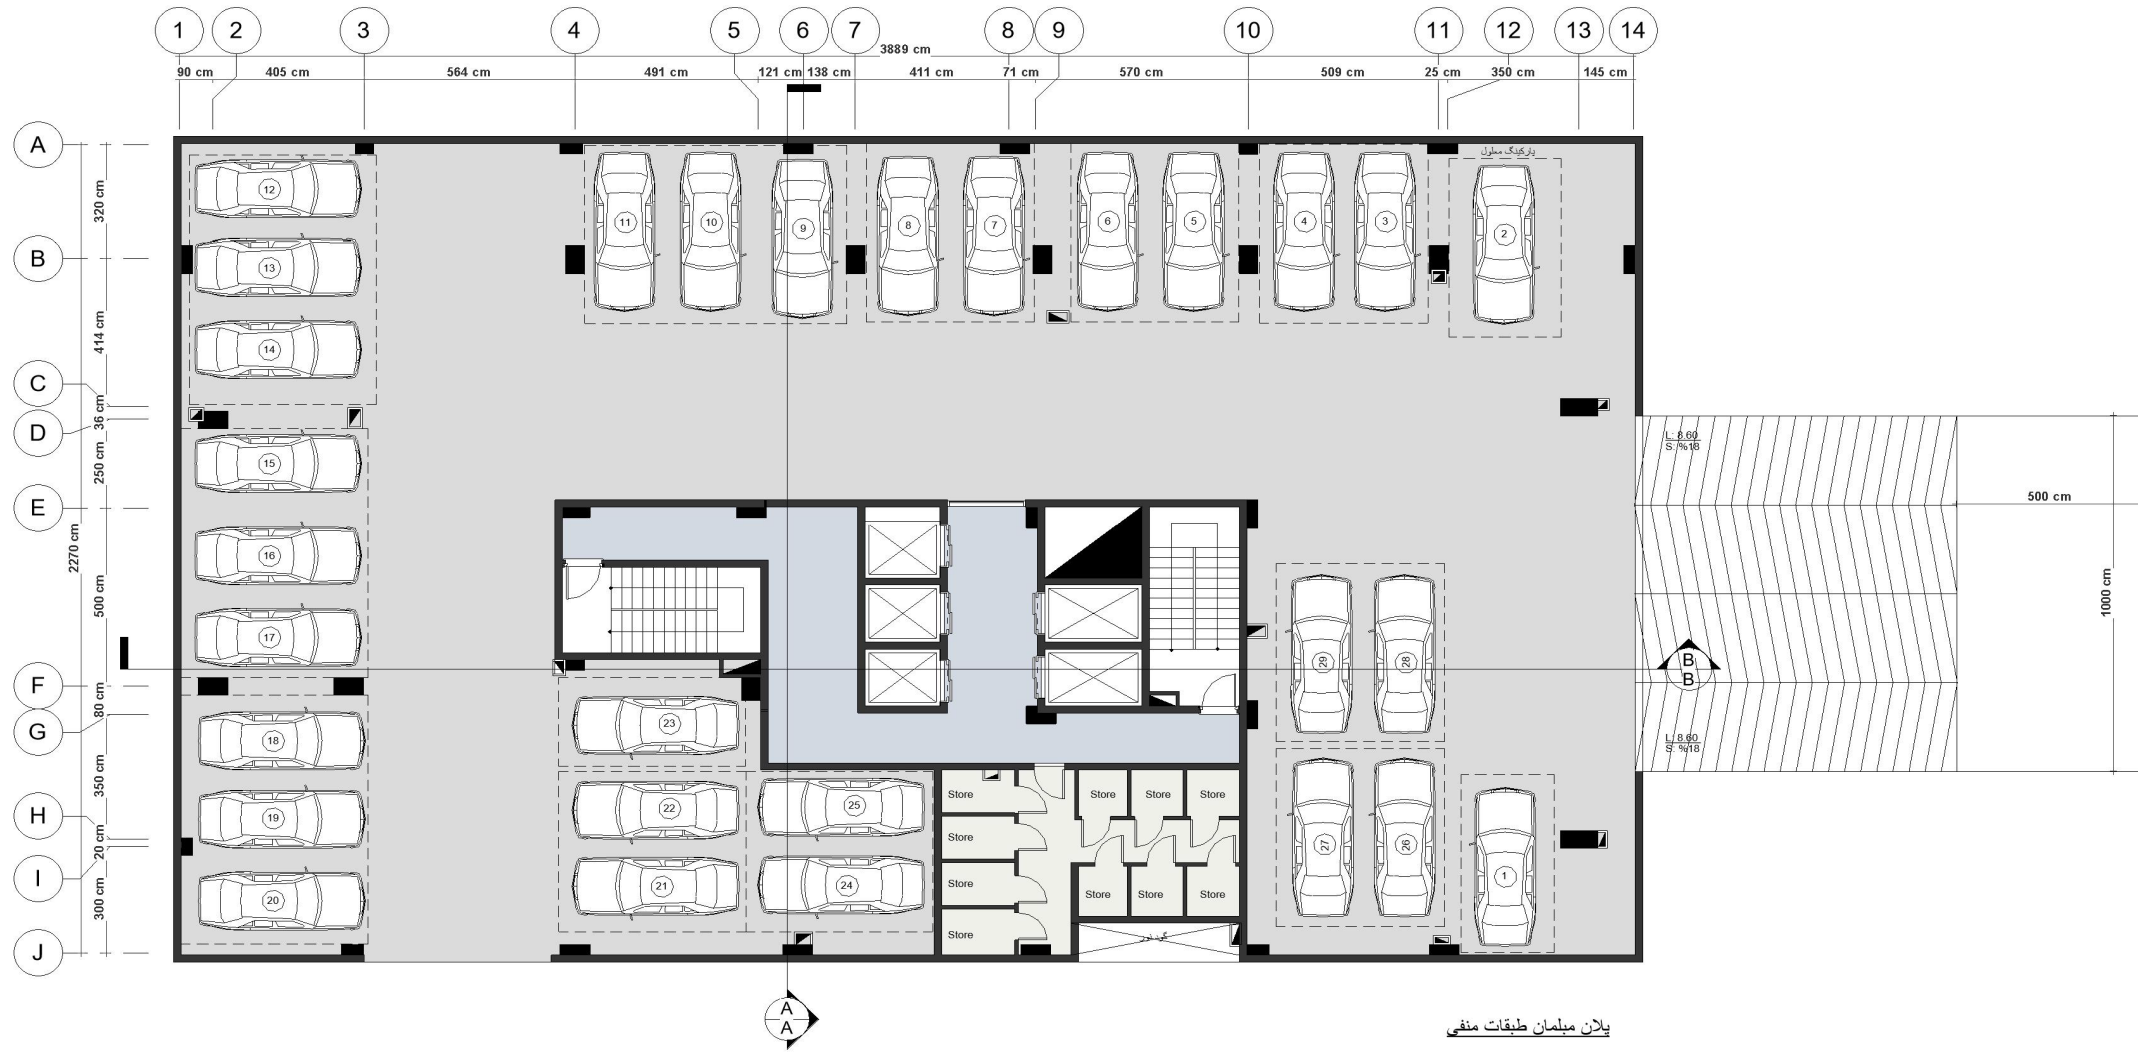 1 2 3 4 5 6 7 8 9 10 11 12 13 14
3889 cm
90 cm 405 cm 564 cm 491 cm 121 cm 138 cm 411 cm 71 cm 570 cm 509 cm 25 cm 350 cm 145 cm
A
پارکینگ معلول
320 cm
12
11 10 9 8 7 6 5 4 3 2
B
13
414 cm
14
C
36 cm
D
L: 8.60
S: %18
250 cm
15
500 cm
E
2270 cm
16
500 cm
1000 cm
17
29 28
B
B
F
80 cm
G
23
18
350 cm
Store Store Store Store
22 25
H
19
20 cm
Store
L: 8.60
S: %18
27 26
I
21 24
Store Store Store Store
1
300 cm
20
Store
J
A
A
پلان مبلمان طبقات منفی